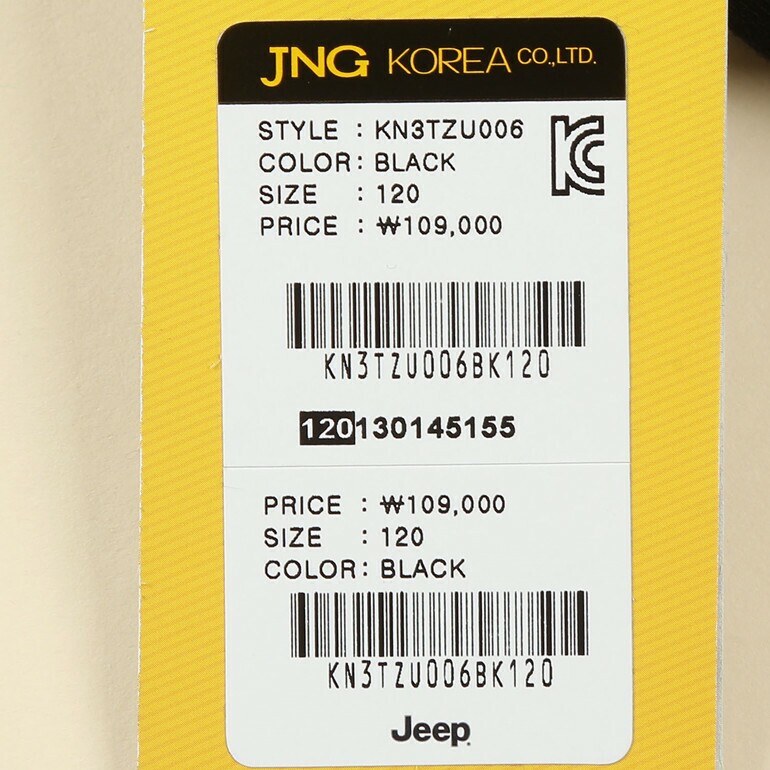 JNG KOREA CO.,LTD.
STYLE : KN3TZU006
KC
COLOR : BLACK
SIZE : 120
PRICE : ₩109,000
KN3TZU006BK120
120130145155
PRICE : ₩109,000
SIZE : 120
COLOR : BLACK
KN3TZU006BK120
Jeep